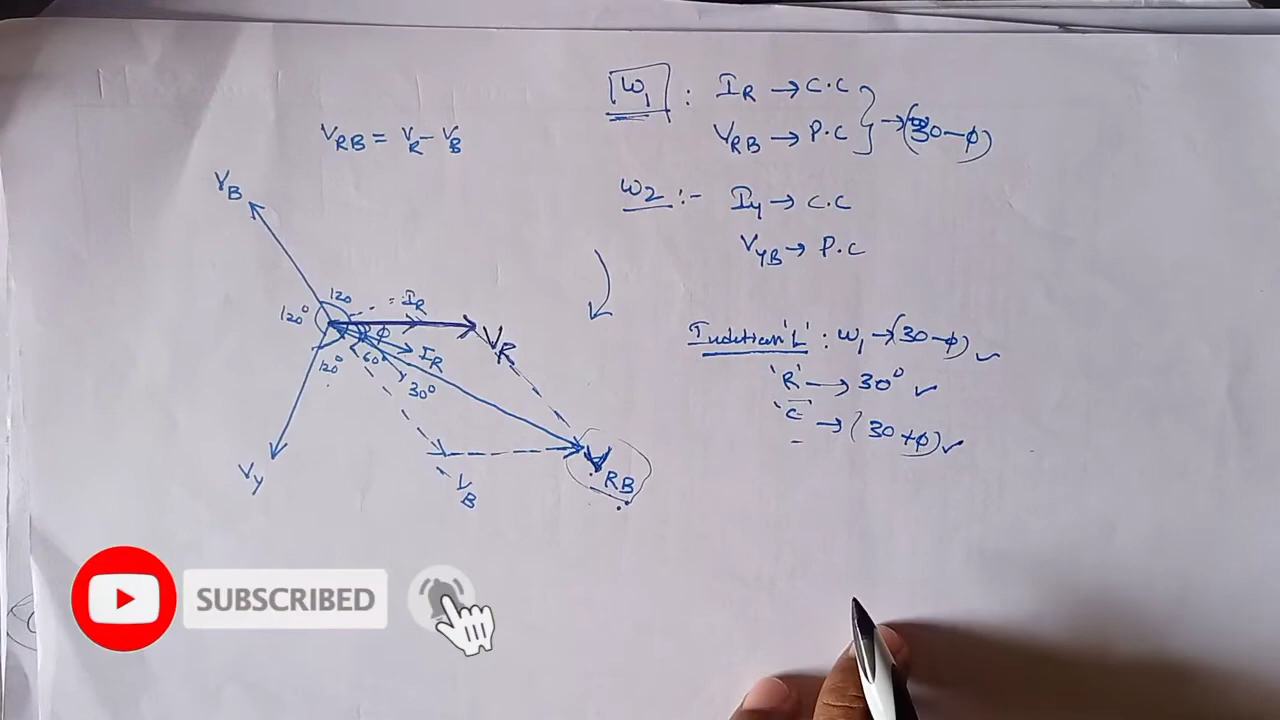 W1 : IR → C.C
VRB → P.C } → (30-φ)
VRB = VR - VB
W2 :- Iy → C.C
VYB → P.C
VB
120
120°
IR
VR
φ
IR
60°
120°
30°
Indution 'L' : W1 → (30-φ) ✓
'R' → 30° ✓
'C' → (30+φ) ✓
VY
-VB
VRB
SUBSCRIBED